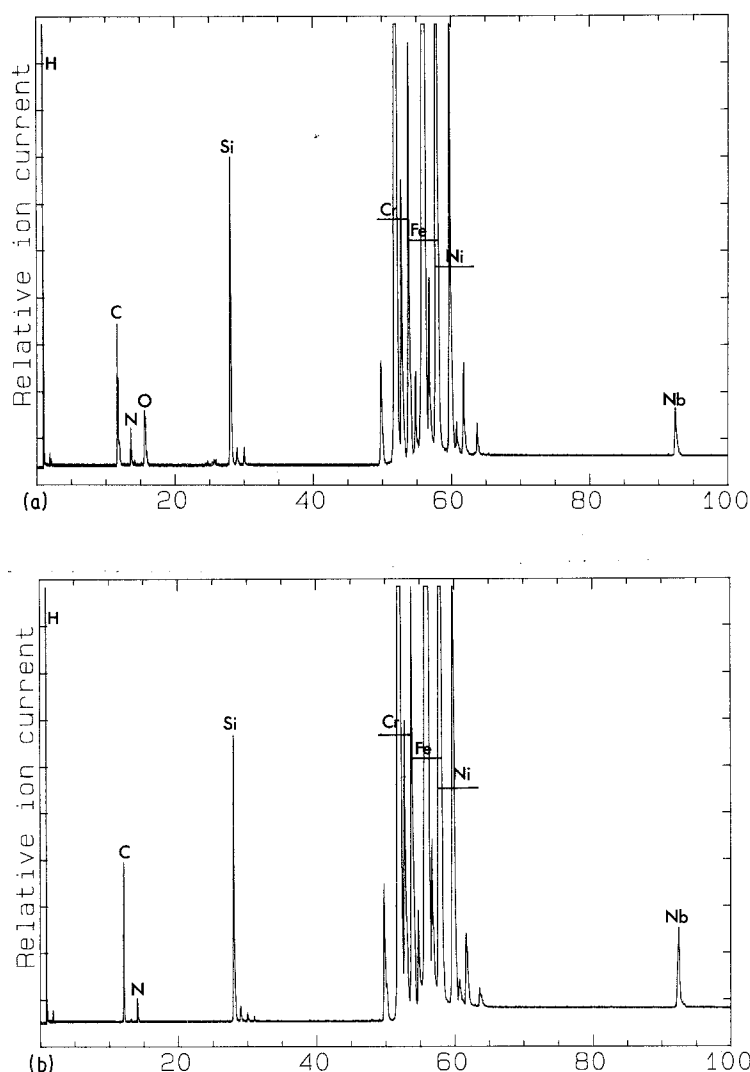 Relative ion current
H
C
N
O
Si
Cr
Fe
Ni
Nb
(a)
20
40
60
80
100
Relative ion current
H
C
N
Si
Cr
Fe
Ni
Nb
(b)
20
40
60
80
100